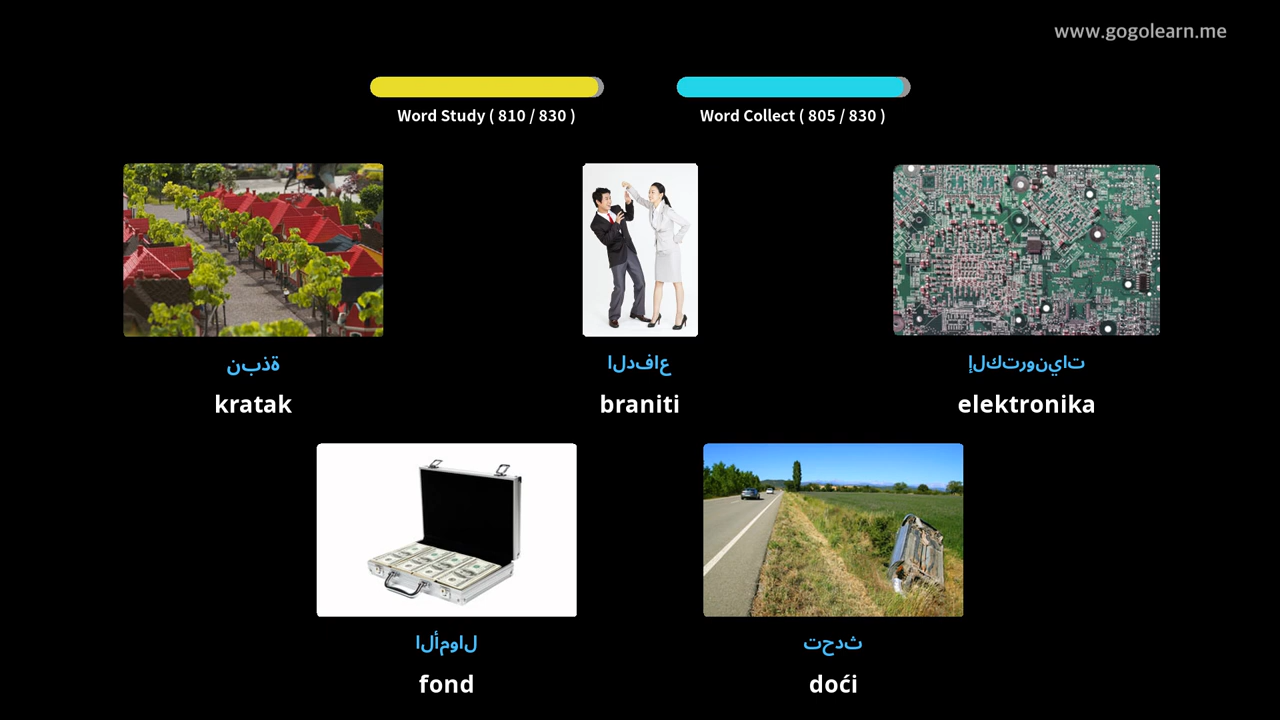 www.gogolearn.me
Word Study ( 810 / 830 )
Word Collect ( 805 / 830 )
نبذة
الدفاع
إلكترونيات
kratak
braniti
elektronika
الأموال
تحدث
fond
doći